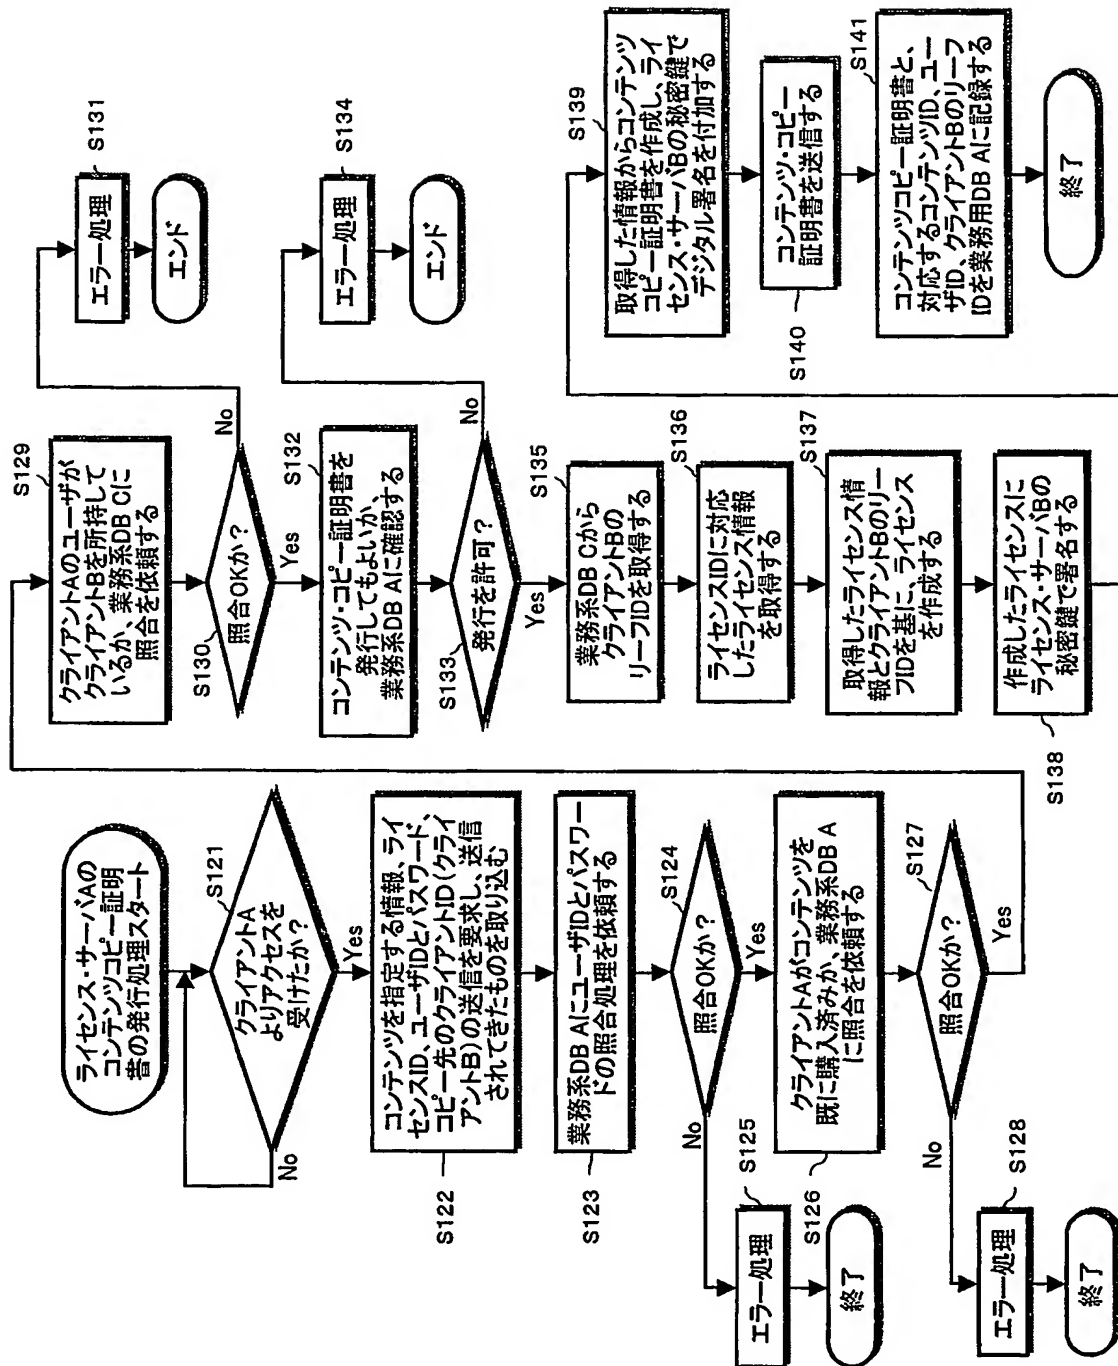 ライセンス・サーバAの
コンテンツコピー証明
書の発行処理スタート
S121
クライアントA
よりアクセスを
受けたか？
No
Yes
コンテンツを指定する情報、ライ
センスID、ユーザIDとパスワード、
コピー先のクライアントID(クライ
アントB)の送信を要求し、送信
されてきたものを取り込む
S122
業務系DB AにユーザIDとパスワー
ドの照合処理を依頼する
S123
S124
照合OKか？
No
Yes
S125
エラー処理
終了
クライアントAがコンテンツを
既に購入済みか、業務系DB A
に照合を依頼する
S126
S127
照合OKか？
No
Yes
S128
エラー処理
終了
S129
クライアントAのユーザが
クライアントBを所持して
いるか、業務系DB Cに
照合を依頼する
S130
照合OKか？
No
Yes
S131
エラー処理
エンド
S132
コンテンツ・コピー証明書を
発行してもよいか、
業務系DB Aに確認する
S133
発行を許可？
No
Yes
S134
エラー処理
エンド
S135
業務系DB Cから
クライアントBの
リーフIDを取得する
S136
ライセンスIDに対応
したライセンス情報
を取得する
S137
取得したライセンス情
報とクライアントBのリー
フIDを基に、ライセンス
を作成する
作成したライセンスに
ライセンス・サーバBの
秘密鍵で署名する
S138
S139
取得した情報からコンテンツ
コピー証明書を作成し、ライ
センス・サーバBの秘密鍵で
デジタル署名を付加する
コンテンツ・コピー
証明書を送信する
S140
S141
コンテンツコピー証明書と、
対応するコンテンツID、ユー
ザID、クライアントBのリーフ
IDを業務用DB Aに記録する
終了